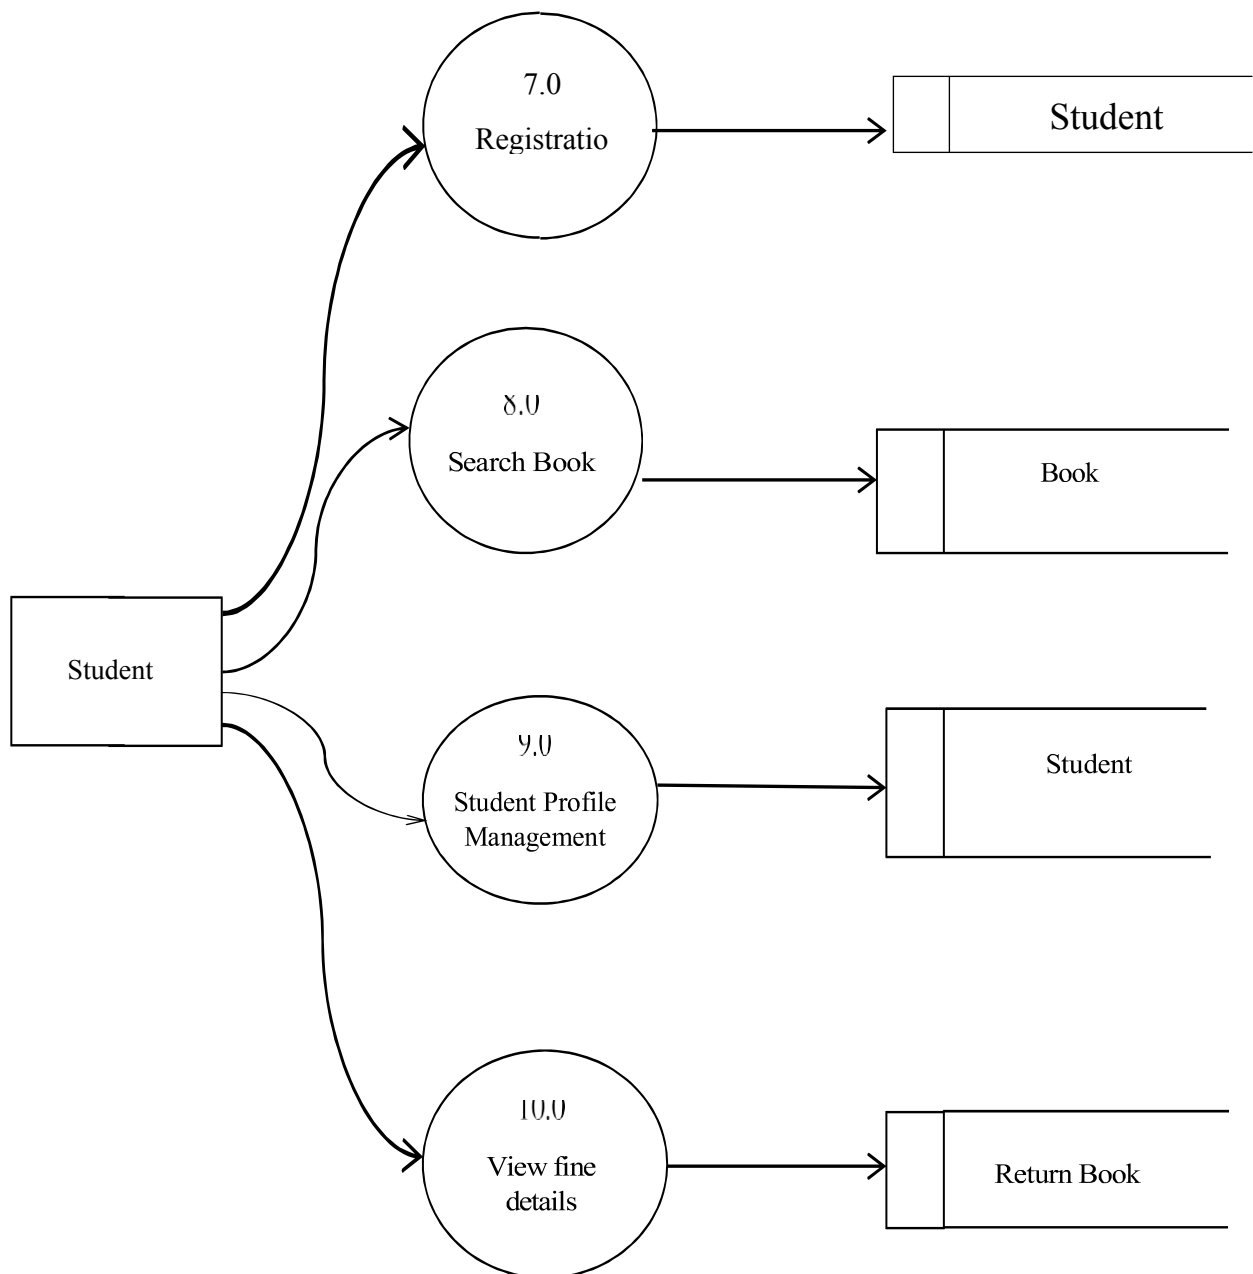 7.0
Registratio
Student
8.0
Search Book
Book
Student
9.0
Student Profile
Management
Student
10.0
View fine
details
Return Book